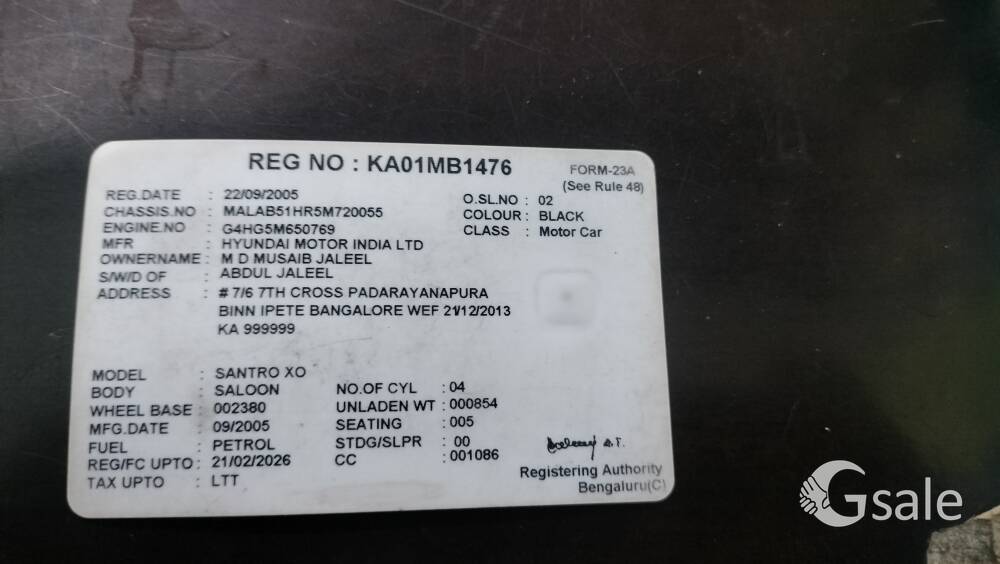 REG NO : KA01MB1476
FORM-23A
(See Rule 48)
REG.DATE : 22/09/2005
O.SL.NO : 02
CHASSIS.NO : MALAB51HR5M720055
COLOUR : BLACK
ENGINE.NO : G4HG5M650769
CLASS : Motor Car
MFR : HYUNDAI MOTOR INDIA LTD
OWNERNAME : M D MUSAIB JALEEL
S/W/D OF : ABDUL JALEEL
ADDRESS : # 7/6 7TH CROSS PADARAYANAPURA
BINN IPETE BANGALORE WEF 21/12/2013
KA 999999
MODEL : SANTRO XO
BODY : SALOON
NO.OF CYL : 04
WHEEL BASE : 002380
UNLADEN WT : 000854
MFG.DATE : 09/2005
SEATING : 005
FUEL : PETROL
STDG/SLPR : 00
REG/FC UPTO : 21/02/2026
CC : 001086
TAX UPTO : LTT
Registering Authority
Bengaluru(C)
Gsale